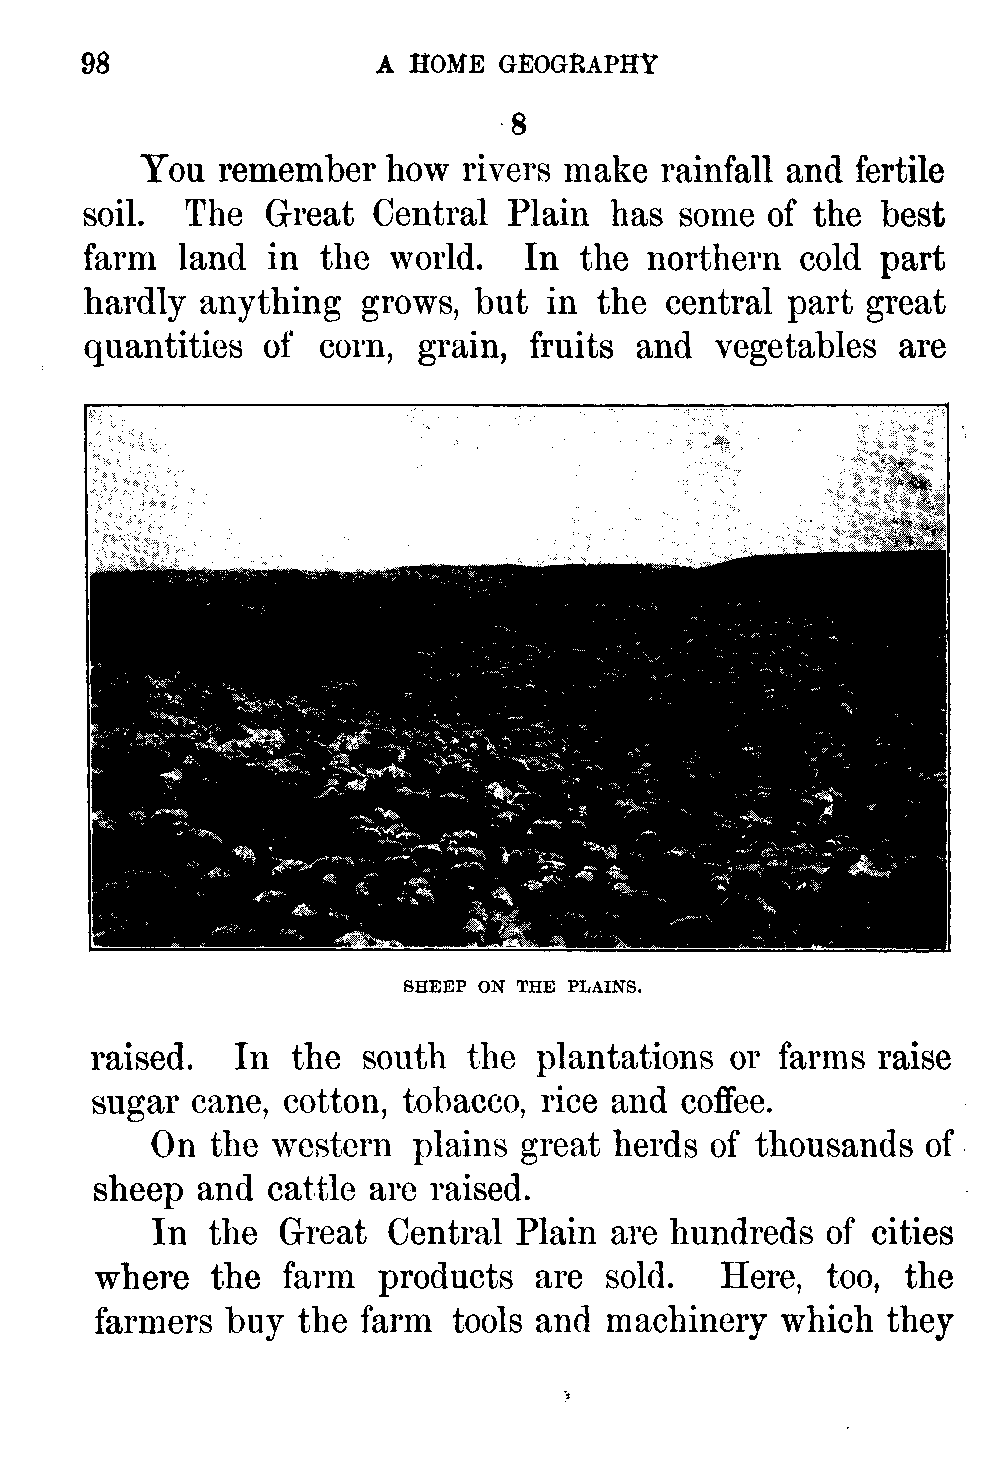 98 A HOME GEOGRAPHY
8
You remember how rivers make rainfall and fertile
soil. The Great Central Plain has some of the best
farm land in the world. In the northern cold part
hardly anything grows, but in the central part great
quantities of corn, grain, fruits and vegetables are
SHEEP ON THE PLAINS.
raised. In the south the plantations or farms raise
sugar cane, cotton, tobacco, rice and coffee.
On the western plains great herds of thousands of
sheep and cattle are raised.
In the Great Central Plain are hundreds of cities
where the farm products are sold. Here, too, the
farmers buy the farm tools and machinery which they